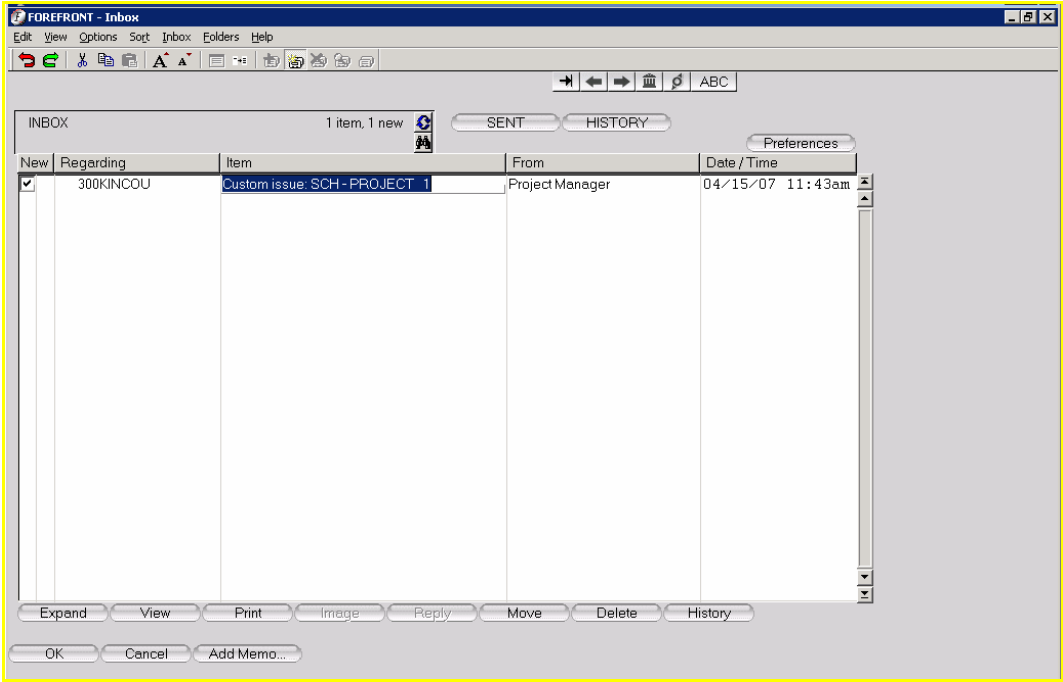 FOREFRONT - Inbox
Edit View Options Sort Inbox Folders Help
A A
ABC
INBOX 1 item, 1 new SENT HISTORY
Preferences
New Regarding Item From Date / Time
300KINCOU Custom issue: SCH - PROJECT 1 Project Manager 04/15/07 11:43am
Expand View Print Image Reply Move Delete History
OK Cancel Add Memo...